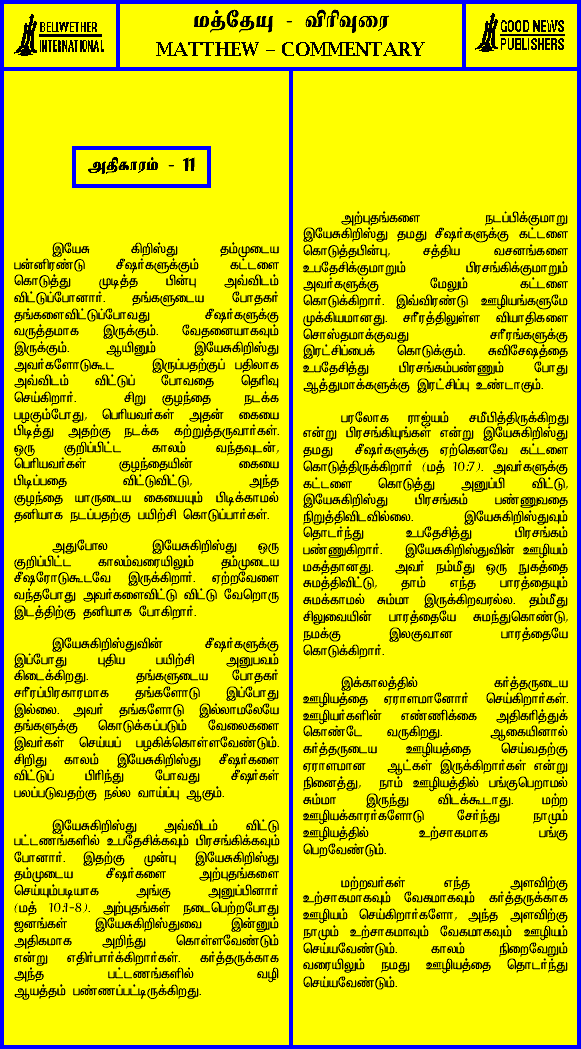 BELIWETHER
INTERNATIONAL
மத்தேயு - விரிவுரை
MATTHEW – COMMENTARY
GOOD NEWS
PUBLISHERS
அதிகாரம் - 11
இயேசு கிறிஸ்து தம்முடைய
பன்னிரண்டு சீஷர்களுக்கும் கட்டளை
கொடுத்து முடித்த பின்பு அவ்விடம்
விட்டுப்போனார். தங்களுடைய போதகர்
தங்களைவிட்டுப்போவது சீஷர்களுக்கு
வருத்தமாக இருக்கும். வேதனையாகவும்
இருக்கும். ஆயினும் இயேசுகிறிஸ்து
அவர்களோடுகூட இருப்பதற்குப் பதிலாக
அவ்விடம் விட்டுப் போவதை தெரிவு
செய்கிறார். சிறு குழந்தை நடக்க
பழகும்போது, பெரியவர்கள் அதன் கையை
பிடித்து அதற்கு நடக்க கற்றுத்தருவார்கள்.
ஒரு குறிப்பிட்ட காலம் வந்தவுடன்,
பெரியவர்கள் குழந்தையின் கையை
பிடிப்பதை விட்டுவிட்டு, அந்த
குழந்தை யாருடைய கையையும் பிடிக்காமல்
தனியாக நடப்பதற்கு பயிற்சி கொடுப்பார்கள்.
அதுபோல இயேசுகிறிஸ்து ஒரு
குறிப்பிட்ட காலம்வரையிலும் தம்முடைய
சீஷரோடுகூடவே இருக்கிறார். ஏற்றவேளை
வந்தபோது அவர்களைவிட்டு விட்டு வேறொரு
இடத்திற்கு தனியாக போகிறார்.
இயேசுகிறிஸ்துவின் சீஷர்களுக்கு
இப்போது புதிய பயிற்சி அனுபவம்
கிடைக்கிறது. தங்களுடைய போதகர்
சரீரப்பிரகாரமாக தங்களோடு இப்போது
இல்லை. அவர் தங்களோடு இல்லாமலேயே
தங்களுக்கு கொடுக்கப்படும் வேலைகளை
இவர்கள் செய்யப் பழகிக்கொள்ளவேண்டும்.
சிறிது காலம் இயேசுகிறிஸ்து சீஷர்களை
விட்டுப் பிரிந்து போவது சீஷர்கள்
பலப்படுவதற்கு நல்ல வாய்ப்பு ஆகும்.
இயேசுகிறிஸ்து அவ்விடம் விட்டு
பட்டணங்களில் உபதேசிக்கவும் பிரசங்கிக்கவும்
போனார். இதற்கு முன்பு இயேசுகிறிஸ்து
தம்முடைய சீஷர்களை அற்புதங்களை
செய்யும்படியாக அங்கு அனுப்பினார்
(மத் 10:1-8). அற்புதங்கள் நடைபெற்றபோது
ஜனங்கள் இயேசுகிறிஸ்துவை இன்னும்
அதிகமாக அறிந்து கொள்ளவேண்டும்
என்று எதிர்பார்க்கிறார்கள். கர்த்தருக்காக
அந்த பட்டணங்களில் வழி
ஆயத்தம் பண்ணப்பட்டிருக்கிறது.
அற்புதங்களை நடப்பிக்குமாறு
இயேசுகிறிஸ்து தமது சீஷர்களுக்கு கட்டளை
கொடுத்தபின்பு, சத்திய வசனங்களை
உபதேசிக்குமாறும் பிரசங்கிக்குமாறும்
அவர்களுக்கு மேலும் கட்டளை
கொடுக்கிறார். இவ்விரண்டு ஊழியங்களுமே
முக்கியமானது. சரீரத்திலுள்ள வியாதிகளை
சொஸ்தமாக்குவது சரீரங்களுக்கு
இரட்சிப்பைக் கொடுக்கும். சுவிசேஷத்தை
உபதேசித்து பிரசங்கம்பண்ணும் போது
ஆத்துமாக்களுக்கு இரட்சிப்பு உண்டாகும்.
பரலோக ராஜ்யம் சமீபித்திருக்கிறது
என்று பிரசங்கியுங்கள் என்று இயேசுகிறிஸ்து
தமது சீஷர்களுக்கு ஏற்கெனவே கட்டளை
கொடுத்திருக்கிறார் (மத் 10:7). அவர்களுக்கு
கட்டளை கொடுத்து அனுப்பி விட்டு,
இயேசுகிறிஸ்து பிரசங்கம் பண்ணுவதை
நிறுத்திவிடவில்லை. இயேசுகிறிஸ்துவும்
தொடர்ந்து உபதேசித்து பிரசங்கம்
பண்ணுகிறார். இயேசுகிறிஸ்துவின் ஊழியம்
மகத்தானது. அவர் நம்மீது ஒரு நுகத்தை
சுமத்திவிட்டு, தாம் எந்த பாரத்தையும்
சுமக்காமல் சும்மா இருக்கிறவரல்ல. தம்மீது
சிலுவையின் பாரத்தையே சுமந்துகொண்டு,
நமக்கு இலகுவான பாரத்தையே
கொடுக்கிறார்.
இக்காலத்தில் கர்த்தருடைய
ஊழியத்தை ஏராளமானோர் செய்கிறார்கள்.
ஊழியர்களின் எண்ணிக்கை அதிகரித்துக்
கொண்டே வருகிறது. ஆகையினால்
கர்த்தருடைய ஊழியத்தை செய்வதற்கு
ஏராளமான ஆட்கள் இருக்கிறார்கள் என்று
நினைத்து, நாம் ஊழியத்தில் பங்குபெறாமல்
சும்மா இருந்து விடக்கூடாது. மற்ற
ஊழியக்காரர்களோடு சேர்ந்து நாமும்
ஊழியத்தில் உற்சாகமாக பங்கு
பெறவேண்டும்.
மற்றவர்கள் எந்த அளவிற்கு
உற்சாகமாகவும் வேகமாகவும் கர்த்தருக்காக
ஊழியம் செய்கிறார்களோ, அந்த அளவிற்கு
நாமும் உற்சாகமாவும் வேகமாகவும் ஊழியம்
செய்யவேண்டும். காலம் நிறைவேறும்
வரையிலும் நமது ஊழியத்தை தொடர்ந்து
செய்யவேண்டும்.